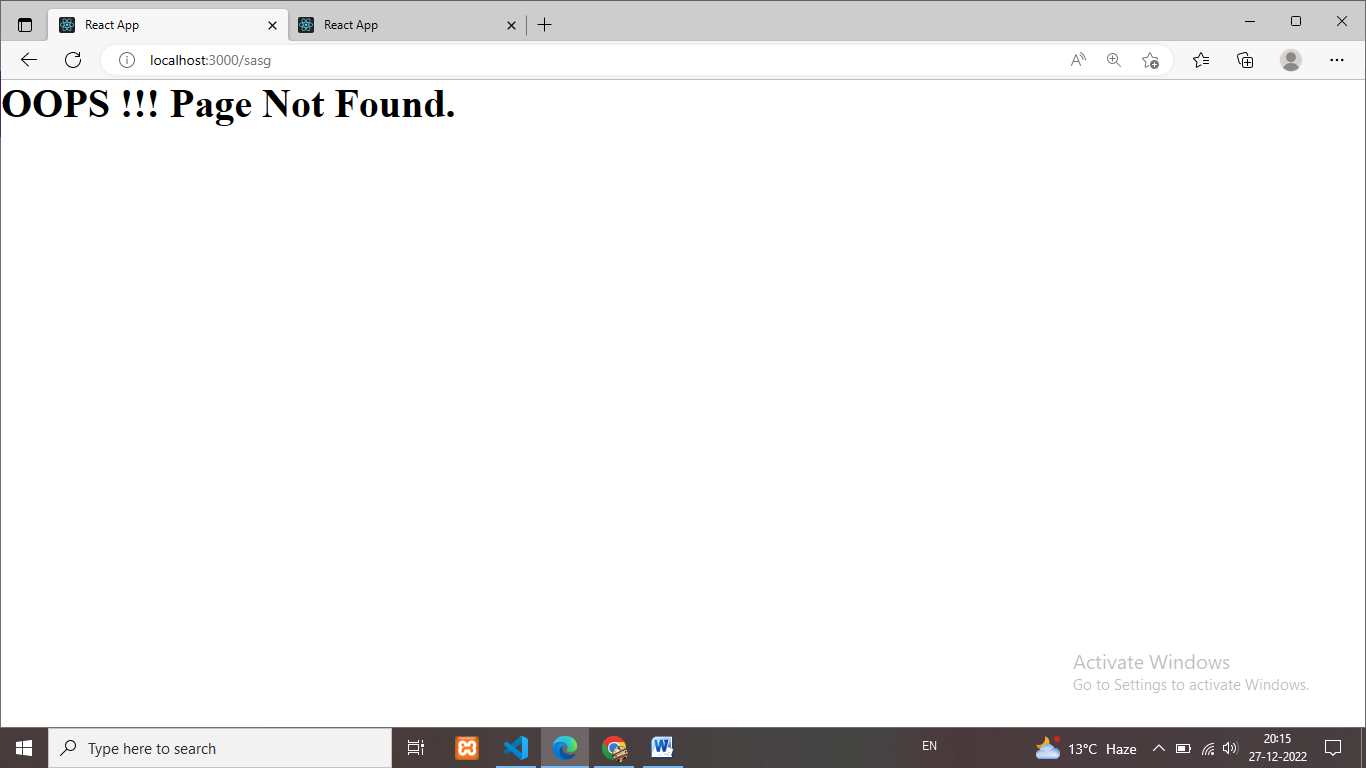 React App
React App
localhost:3000/sasg
OOPS !!! Page Not Found.
Activate Windows
Go to Settings to activate Windows.
Type here to search
EN
13°C Haze
20:15
27-12-2022